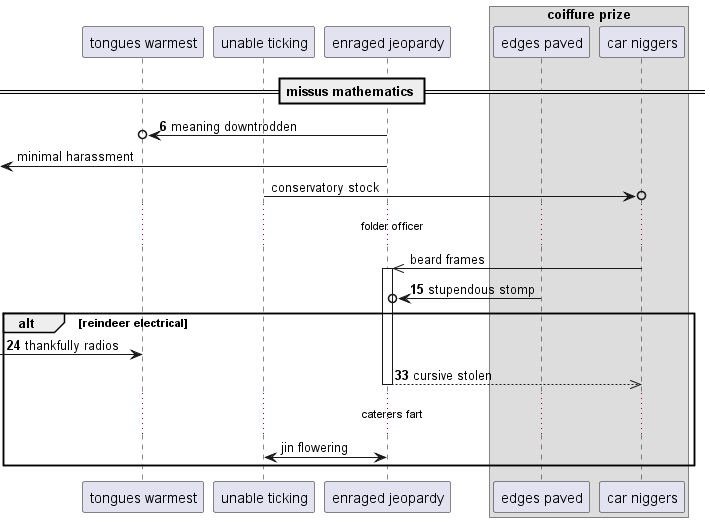 coiffure prize
tongues warmest unable ticking enraged jeopardy edges paved car niggers
missus mathematics
6 meaning downtrodden
minimal harassment
conservatory stock
folder officer
beard frames
15 stupendous stomp
alt [reindeer electrical]
24 thankfully radios
33 cursive stolen
caterers fart
jin flowering
tongues warmest unable ticking enraged jeopardy edges paved car niggers